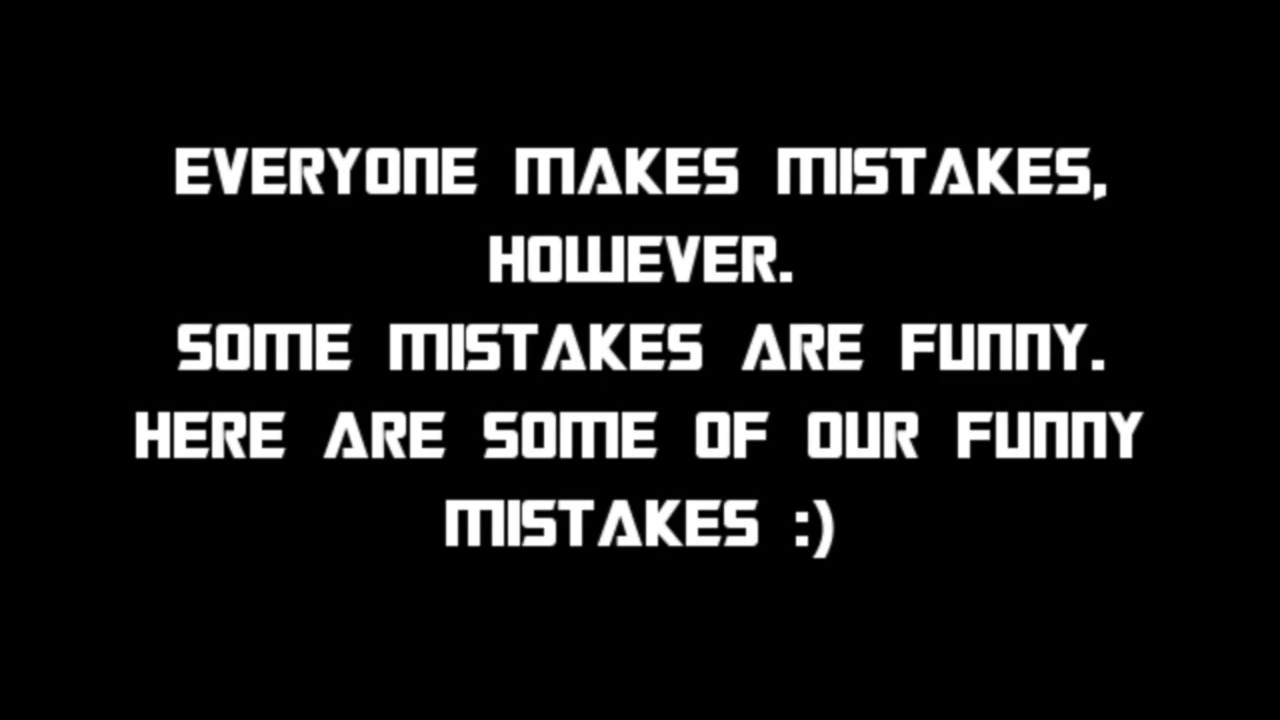 EVERYONE MAKES MISTAKES,
HOWEVER.
SOME MISTAKES ARE FUNNY.
HERE ARE SOME OF OUR FUNNY
MISTAKES :)